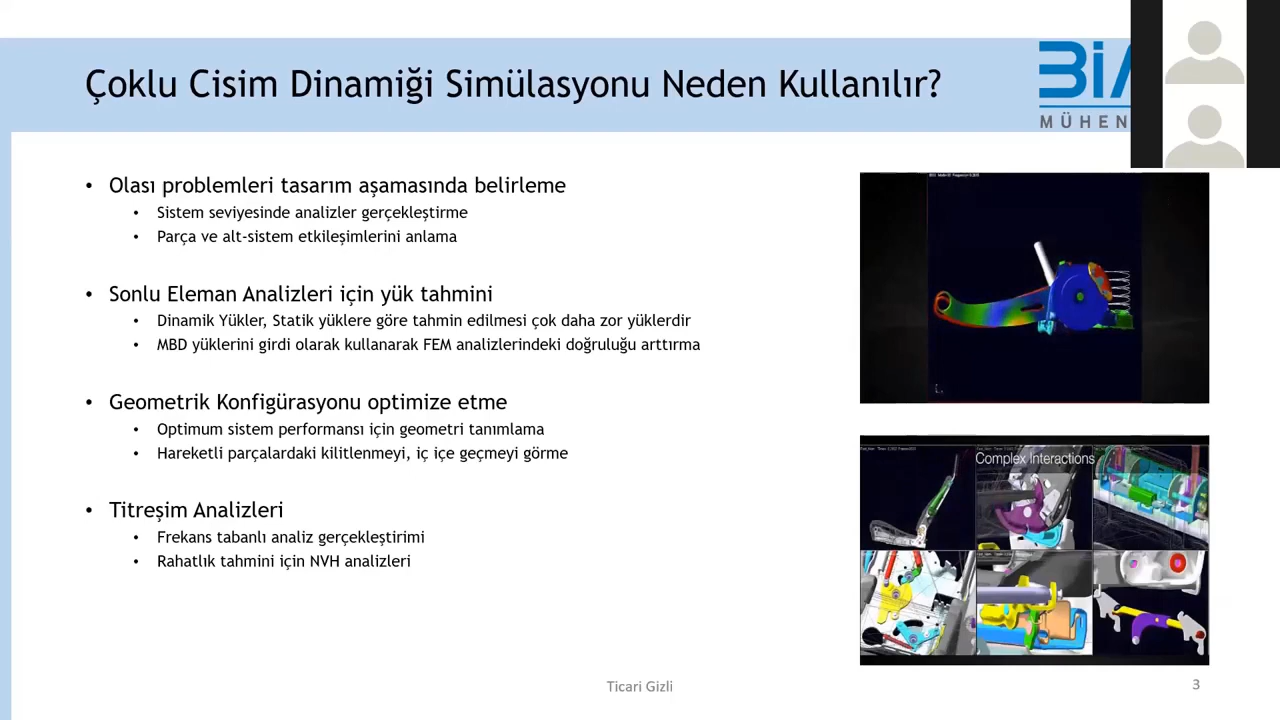 Çoklu Cisim Dinamiği Simülasyonu Neden Kullanılır?
BİA
MÜHEN
• Olası problemleri tasarım aşamasında belirleme
• Sistem seviyesinde analizler gerçekleştirme
• Parça ve alt-sistem etkileşimlerini anlama
• Sonlu Eleman Analizleri için yük tahmini
• Dinamik Yükler, Statik yüklere göre tahmin edilmesi çok daha zor yüklerdir
• MBD yüklerini girdi olarak kullanarak FEM analizlerindeki doğruluğu arttırma
• Geometrik Konfigürasyonu optimize etme
• Optimum sistem performansı için geometri tanımlama
• Hareketli parçalardaki kilitlenmeyi, iç içe geçmeyi görme
• Titreşim Analizleri
• Frekans tabanlı analiz gerçekleştirimi
• Rahatlık tahmini için NVH analizleri
Complex Interactions
Ticari Gizli
3